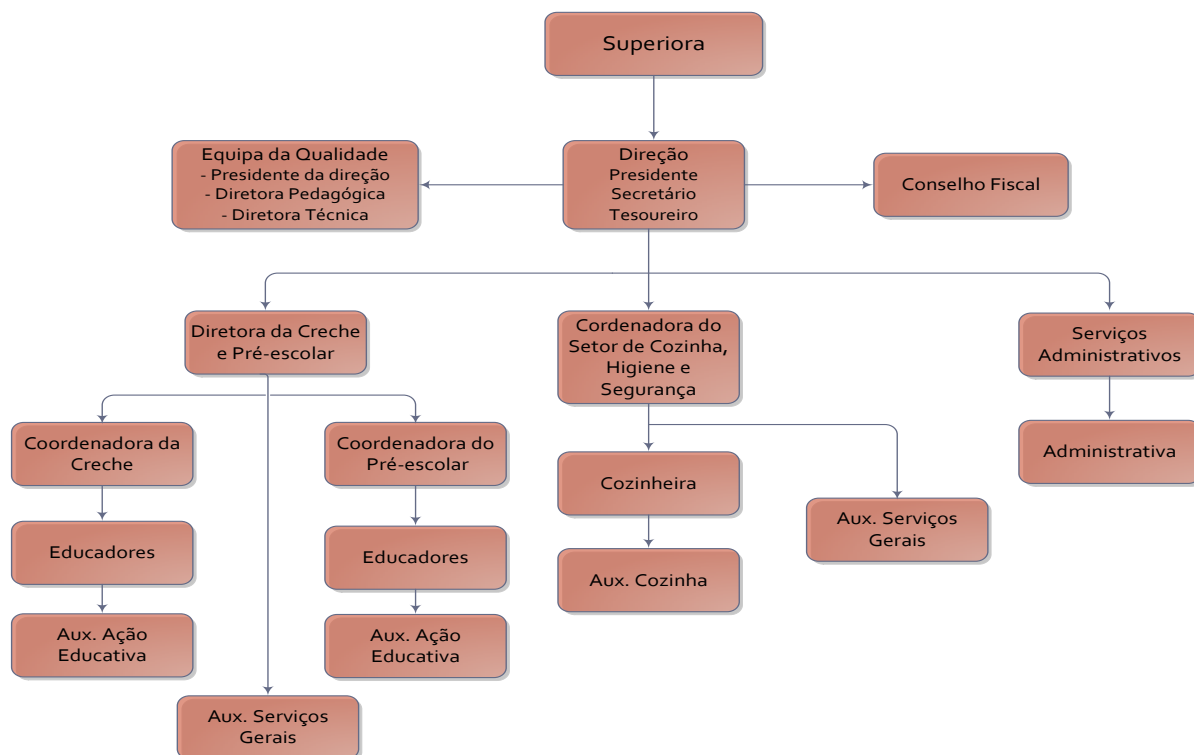 Superiora
Equipa da Qualidade
- Presidente da direção
- Diretora Pedagógica
- Diretora Técnica
Direção
Presidente
Secretário
Tesoureiro
Conselho Fiscal
Diretora da Creche
e Pré-escolar
Cordenadora do
Setor de Cozinha,
Higiene e
Segurança
Serviços
Administrativos
Coordenadora da
Creche
Coordenadora do
Pré-escolar
Cozinheira
Administrativa
Educadores
Educadores
Aux. Cozinha
Aux. Serviços
Gerais
Aux. Ação
Educativa
Aux. Ação
Educativa
Aux. Serviços
Gerais